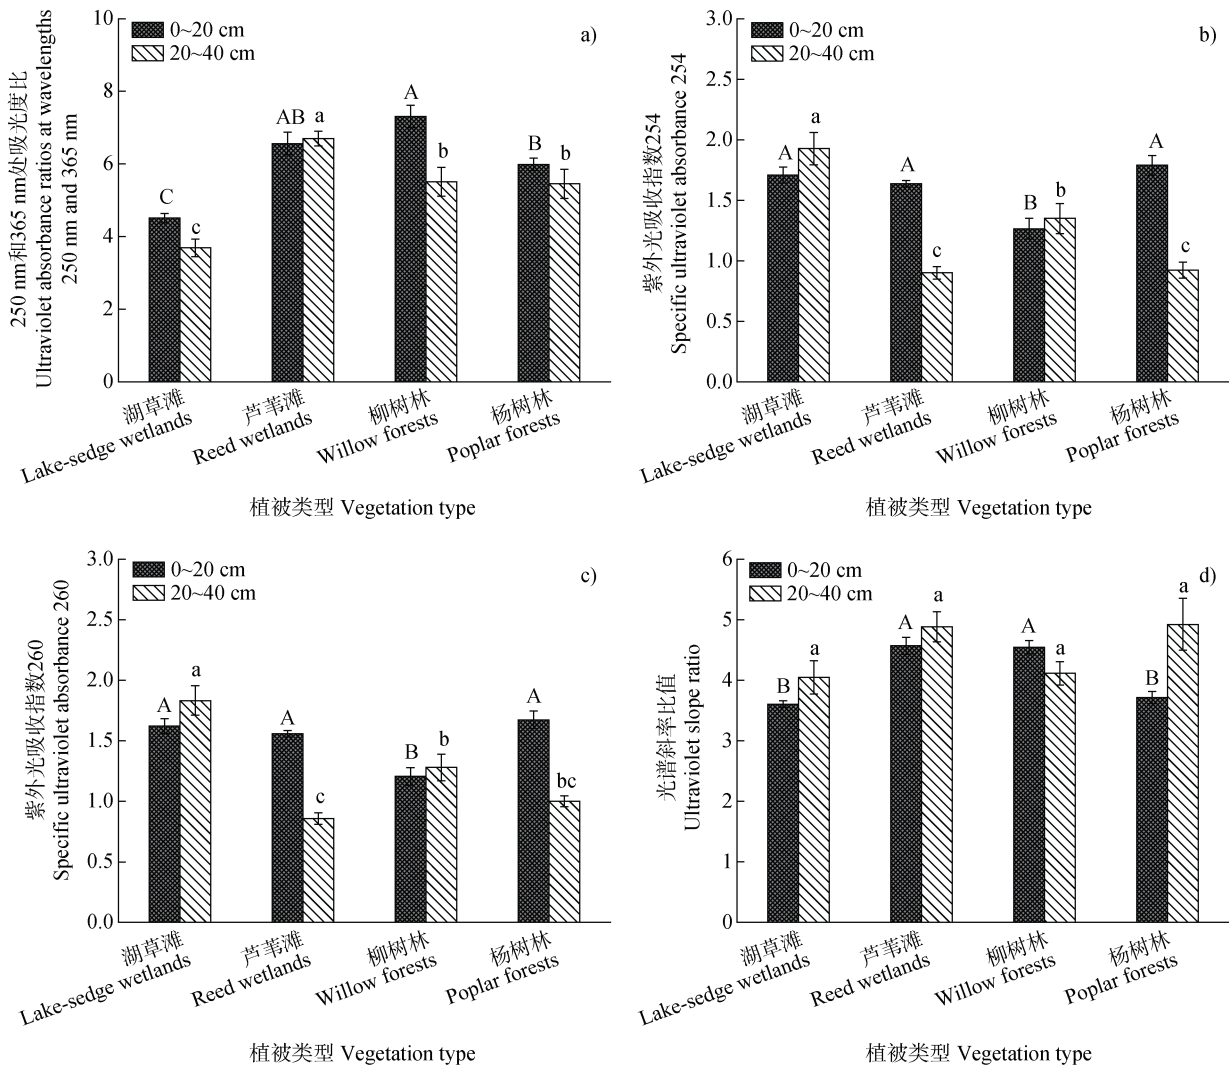 250 nm和365 nm处吸光度比
Ultraviolet absorbance ratios at wavelengths
250 nm and 365 nm
10
8
6
4
2
0
0~20 cm
20~40 cm
a)
C
c
AB
a
A
b
B
b
湖草滩
Lake-sedge wetlands
芦苇滩
Reed wetlands
柳树林
Willow forests
杨树林
Poplar forests
植被类型 Vegetation type
紫外光吸收指数254
Specific ultraviolet absorbance 254
3.0
2.5
2.0
1.5
1.0
0.5
0.0
0~20 cm
20~40 cm
b)
A
a
A
c
B
b
A
c
湖草滩
Lake-sedge wetlands
芦苇滩
Reed wetlands
柳树林
Willow forests
杨树林
Poplar forests
植被类型 Vegetation type
紫外光吸收指数260
Specific ultraviolet absorbance 260
3.0
2.5
2.0
1.5
1.0
0.5
0.0
0~20 cm
20~40 cm
c)
A
a
A
c
B
b
A
bc
湖草滩
Lake-sedge wetlands
芦苇滩
Reed wetlands
柳树林
Willow forests
杨树林
Poplar forests
植被类型 Vegetation type
光谱斜率比值
Ultraviolet slope ratio
6
5
4
3
2
1
0
0~20 cm
20~40 cm
d)
B
a
A
a
A
a
B
a
湖草滩
Lake-sedge wetlands
芦苇滩
Reed wetlands
柳树林
Willow forests
杨树林
Poplar forests
植被类型 Vegetation type